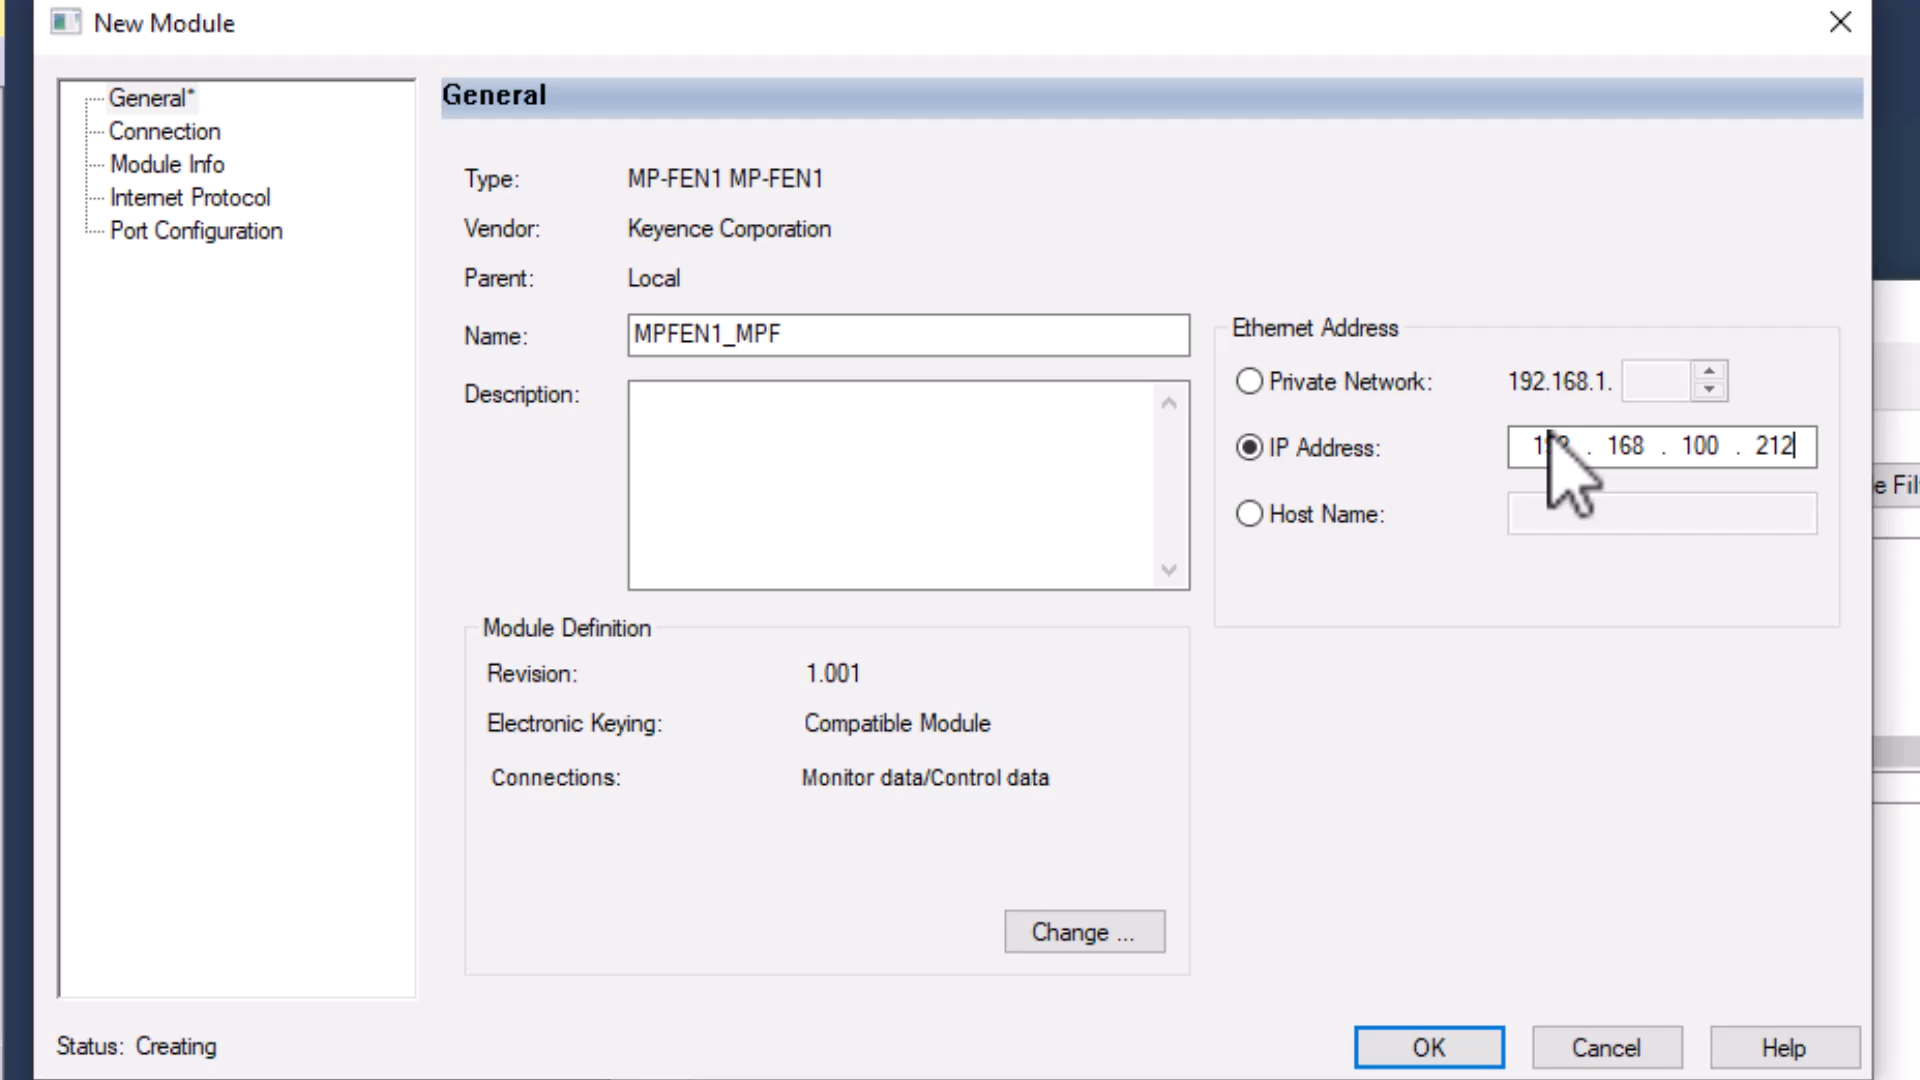 New Module
General*
Connection
Module Info
Internet Protocol
Port Configuration
General
Type: MP-FEN1 MP-FEN1
Vendor: Keyence Corporation
Parent: Local
Name: MPFEN1_MPF
Description:
Ethernet Address
Private Network: 192.168.1.
IP Address: . 168 . 100 . 212
Host Name:
Module Definition
Revision: 1.001
Electronic Keying: Compatible Module
Connections: Monitor data/Control data
Change ...
Status: Creating
OK
Cancel
Help